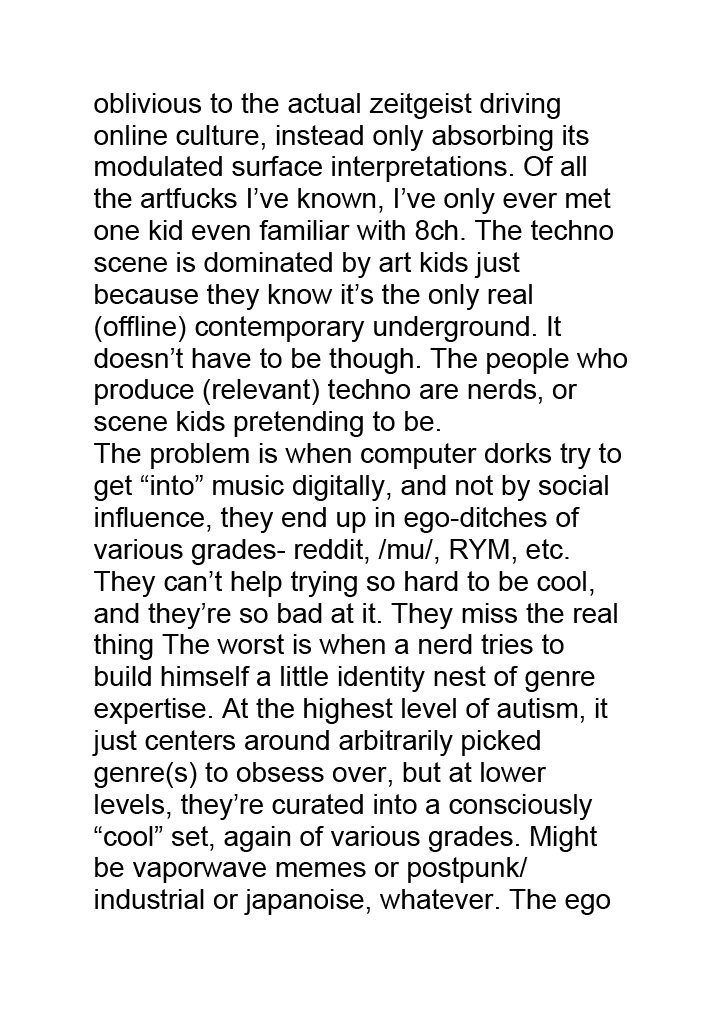 oblivious to the actual zeitgeist driving
online culture, instead only absorbing its
modulated surface interpretations. Of all
the artfucks I’ve known, I’ve only ever met
one kid even familiar with 8ch. The techno
scene is dominated by art kids just
because they know it’s the only real
(offline) contemporary underground. It
doesn’t have to be though. The people who
produce (relevant) techno are nerds, or
scene kids pretending to be.
The problem is when computer dorks try to
get “into” music digitally, and not by social
influence, they end up in ego-ditches of
various grades- reddit, /mu/, RYM, etc.
They can’t help trying so hard to be cool,
and they’re so bad at it. They miss the real
thing The worst is when a nerd tries to
build himself a little identity nest of genre
expertise. At the highest level of autism, it
just centers around arbitrarily picked
genre(s) to obsess over, but at lower
levels, they’re curated into a consciously
“cool” set, again of various grades. Might
be vaporwave memes or postpunk/
industrial or japanoise, whatever. The ego